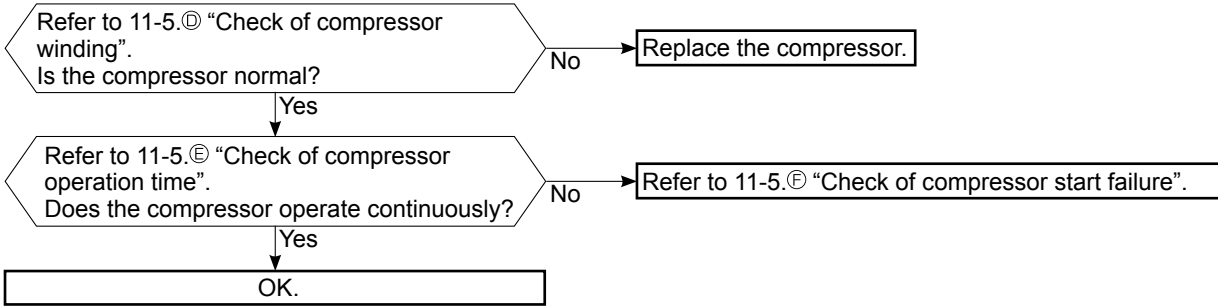 Refer to 11-5.Ⓓ “Check of compressor
winding”.
Is the compressor normal?
No
Replace the compressor.
Yes
Refer to 11-5.Ⓔ “Check of compressor
operation time”.
Does the compressor operate continuously?
No
Refer to 11-5.Ⓕ “Check of compressor start failure”.
Yes
OK.